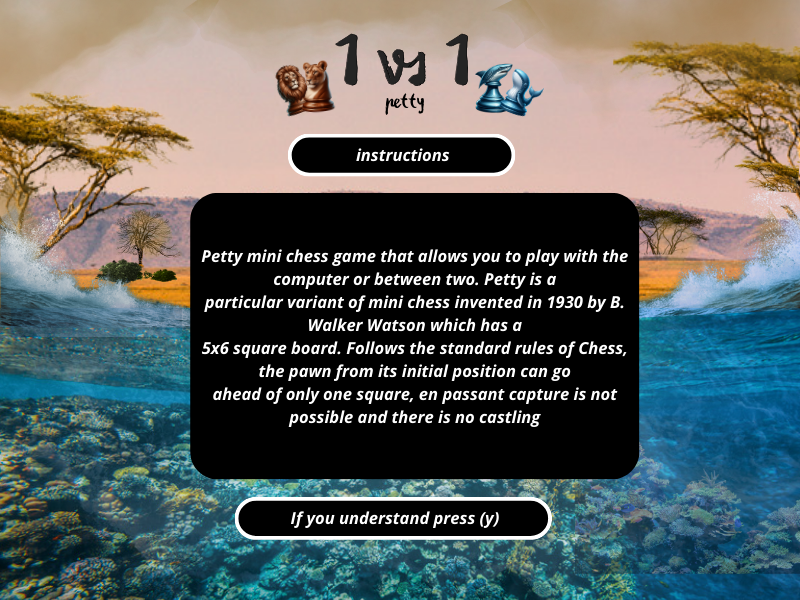 1 vs 1
petty
instructions
Petty mini chess game that allows you to play with the
computer or between two. Petty is a
particular variant of mini chess invented in 1930 by B.
Walker Watson which has a
5x6 square board. Follows the standard rules of Chess,
the pawn from its initial position can go
ahead of only one square, en passant capture is not
possible and there is no castling
If you understand press (y)